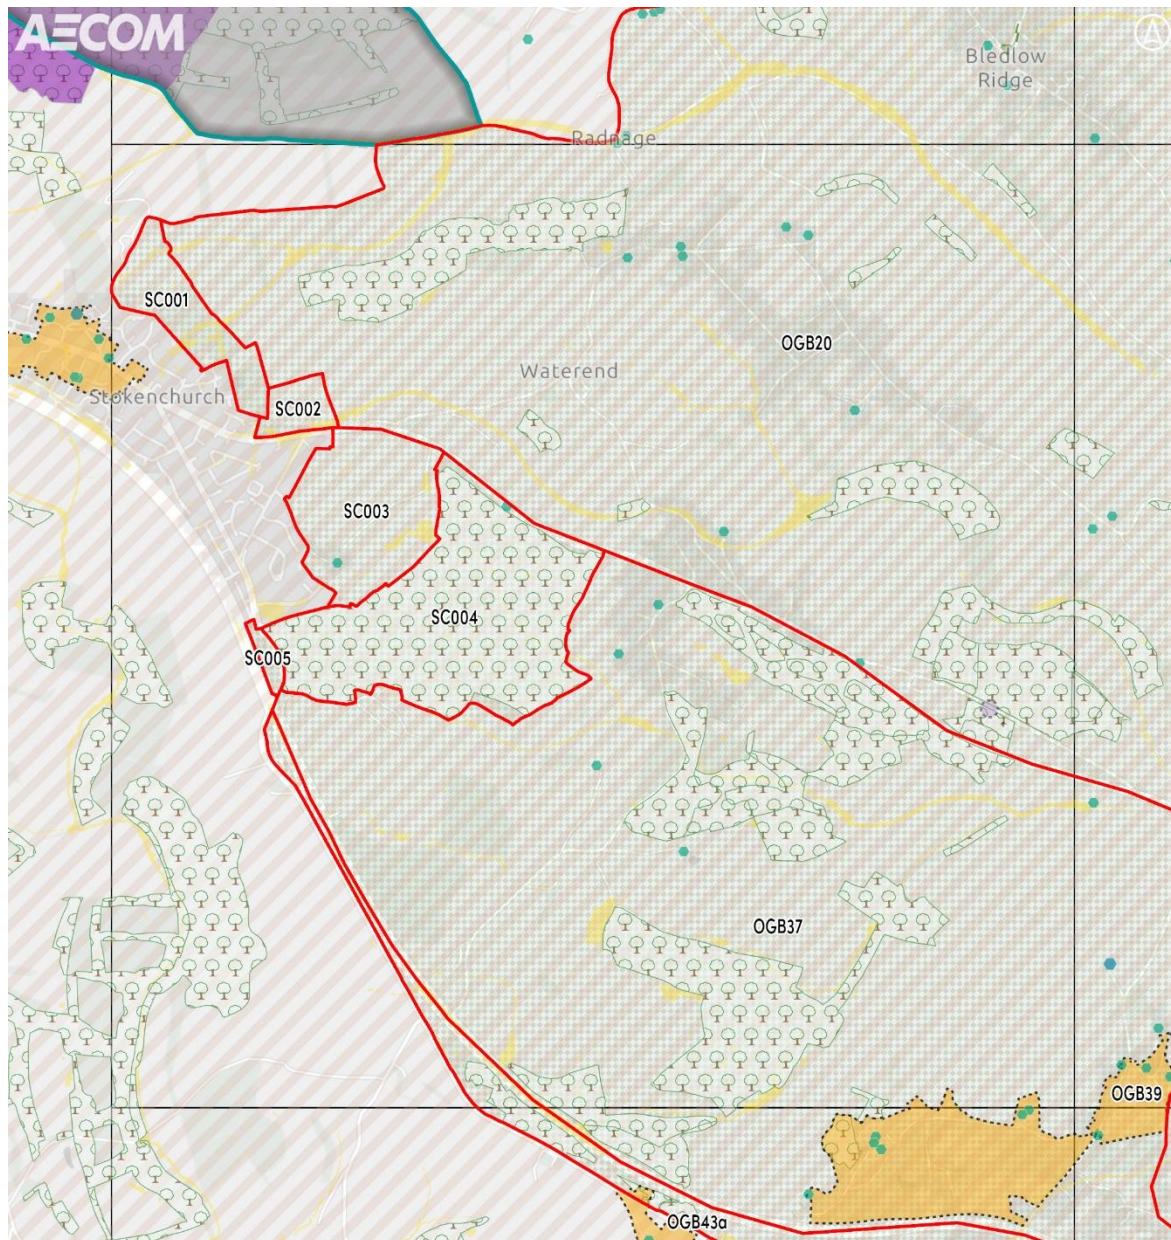 AECOM
Bledlow
Ridge
Radnage
SC001
OGB20
Waterend
Stokenchurch
SC002
SC003
SC004
SC005
OGB37
OGB39
OGB43a